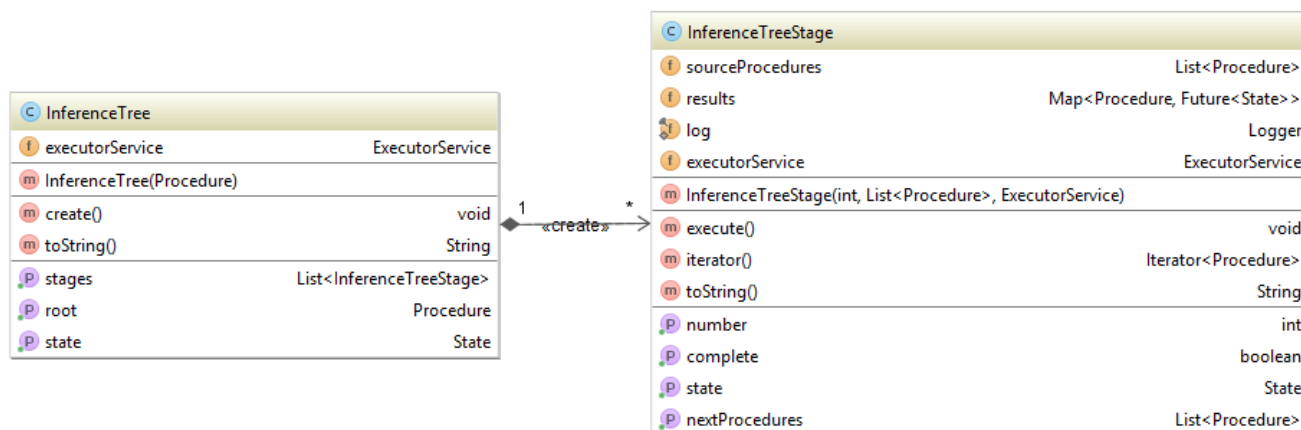 InferenceTree
executorService ExecutorService
InferenceTree(Procedure)
create() void
toString() String
stages List<InferenceTreeStage>
root Procedure
state State
1 *
«create»
InferenceTreeStage
sourceProcedures List<Procedure>
results Map<Procedure, Future<State>>
log Logger
executorService ExecutorService
InferenceTreeStage(int, List<Procedure>, ExecutorService)
execute() void
iterator() Iterator<Procedure>
toString() String
number int
complete boolean
state State
nextProcedures List<Procedure>